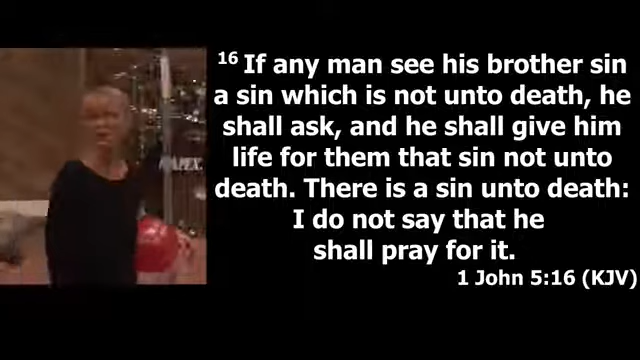 16 If any man see his brother sin
a sin which is not unto death, he
shall ask, and he shall give him
life for them that sin not unto
death. There is a sin unto death:
I do not say that he
shall pray for it.
1 John 5:16 (KJV)
APEX